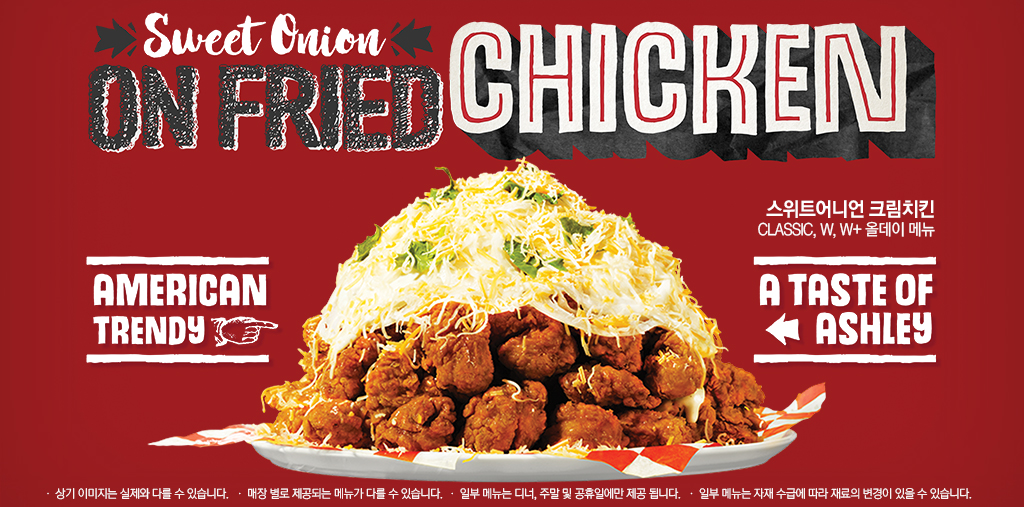 Sweet Onion
ON FRIED CHICKEN
스위트어니언 크림치킨
CLASSIC, W, W+ 올데이 메뉴
AMERICAN
TRENDY
A TASTE OF
ASHLEY
· 상기 이미지는 실제와 다를 수 있습니다. · 매장 별로 제공되는 메뉴가 다를 수 있습니다. · 일부 메뉴는 디너, 주말 및 공휴일에만 제공 됩니다. · 일부 메뉴는 자재 수급에 따라 재료의 변경이 있을 수 있습니다.